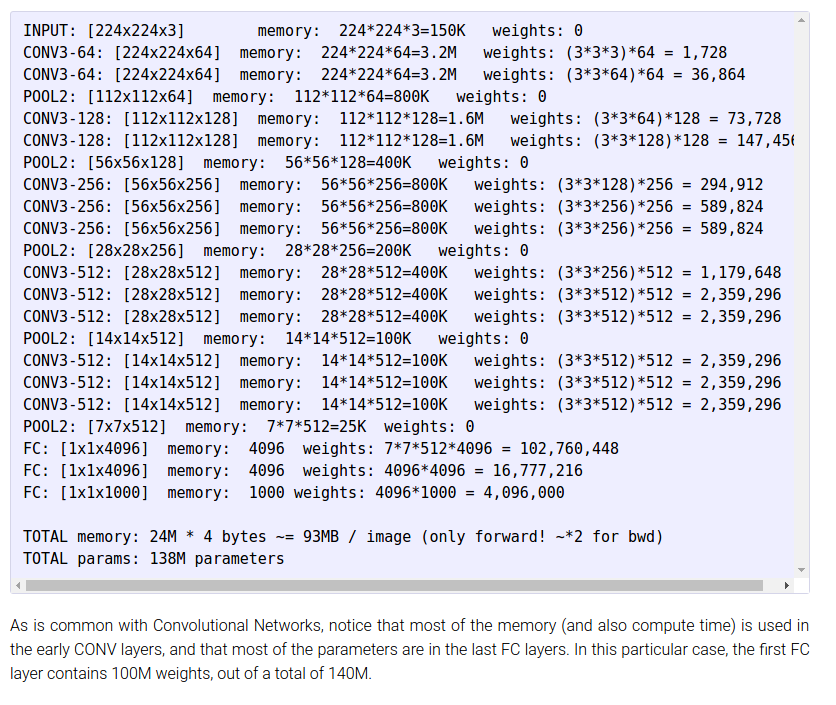 INPUT: [224x224x3]        memory:  224*224*3=150K   weights: 0
CONV3-64: [224x224x64]  memory:  224*224*64=3.2M   weights: (3*3*3)*64 = 1,728
CONV3-64: [224x224x64]  memory:  224*224*64=3.2M   weights: (3*3*64)*64 = 36,864
POOL2: [112x112x64]  memory:  112*112*64=800K   weights: 0
CONV3-128: [112x112x128]  memory:  112*112*128=1.6M   weights: (3*3*64)*128 = 73,728
CONV3-128: [112x112x128]  memory:  112*112*128=1.6M   weights: (3*3*128)*128 = 147,456
POOL2: [56x56x128]  memory:  56*56*128=400K   weights: 0
CONV3-256: [56x56x256]  memory:  56*56*256=800K   weights: (3*3*128)*256 = 294,912
CONV3-256: [56x56x256]  memory:  56*56*256=800K   weights: (3*3*256)*256 = 589,824
CONV3-256: [56x56x256]  memory:  56*56*256=800K   weights: (3*3*256)*256 = 589,824
POOL2: [28x28x256]  memory:  28*28*256=200K   weights: 0
CONV3-512: [28x28x512]  memory:  28*28*512=400K   weights: (3*3*256)*512 = 1,179,648
CONV3-512: [28x28x512]  memory:  28*28*512=400K   weights: (3*3*512)*512 = 2,359,296
CONV3-512: [28x28x512]  memory:  28*28*512=400K   weights: (3*3*512)*512 = 2,359,296
POOL2: [14x14x512]  memory:  14*14*512=100K   weights: 0
CONV3-512: [14x14x512]  memory:  14*14*512=100K   weights: (3*3*512)*512 = 2,359,296
CONV3-512: [14x14x512]  memory:  14*14*512=100K   weights: (3*3*512)*512 = 2,359,296
CONV3-512: [14x14x512]  memory:  14*14*512=100K   weights: (3*3*512)*512 = 2,359,296
POOL2: [7x7x512]  memory:  7*7*512=25K  weights: 0
FC: [1x1x4096]  memory:  4096  weights: 7*7*512*4096 = 102,760,448
FC: [1x1x4096]  memory:  4096  weights: 4096*4096 = 16,777,216
FC: [1x1x1000]  memory:  1000 weights: 4096*1000 = 4,096,000
TOTAL memory: 24M * 4 bytes ~= 93MB / image (only forward! ~*2 for bwd)
TOTAL params: 138M parameters
As is common with Convolutional Networks, notice that most of the memory (and also compute time) is used in
the early CONV layers, and that most of the parameters are in the last FC layers. In this particular case, the first FC
layer contains 100M weights, out of a total of 140M.